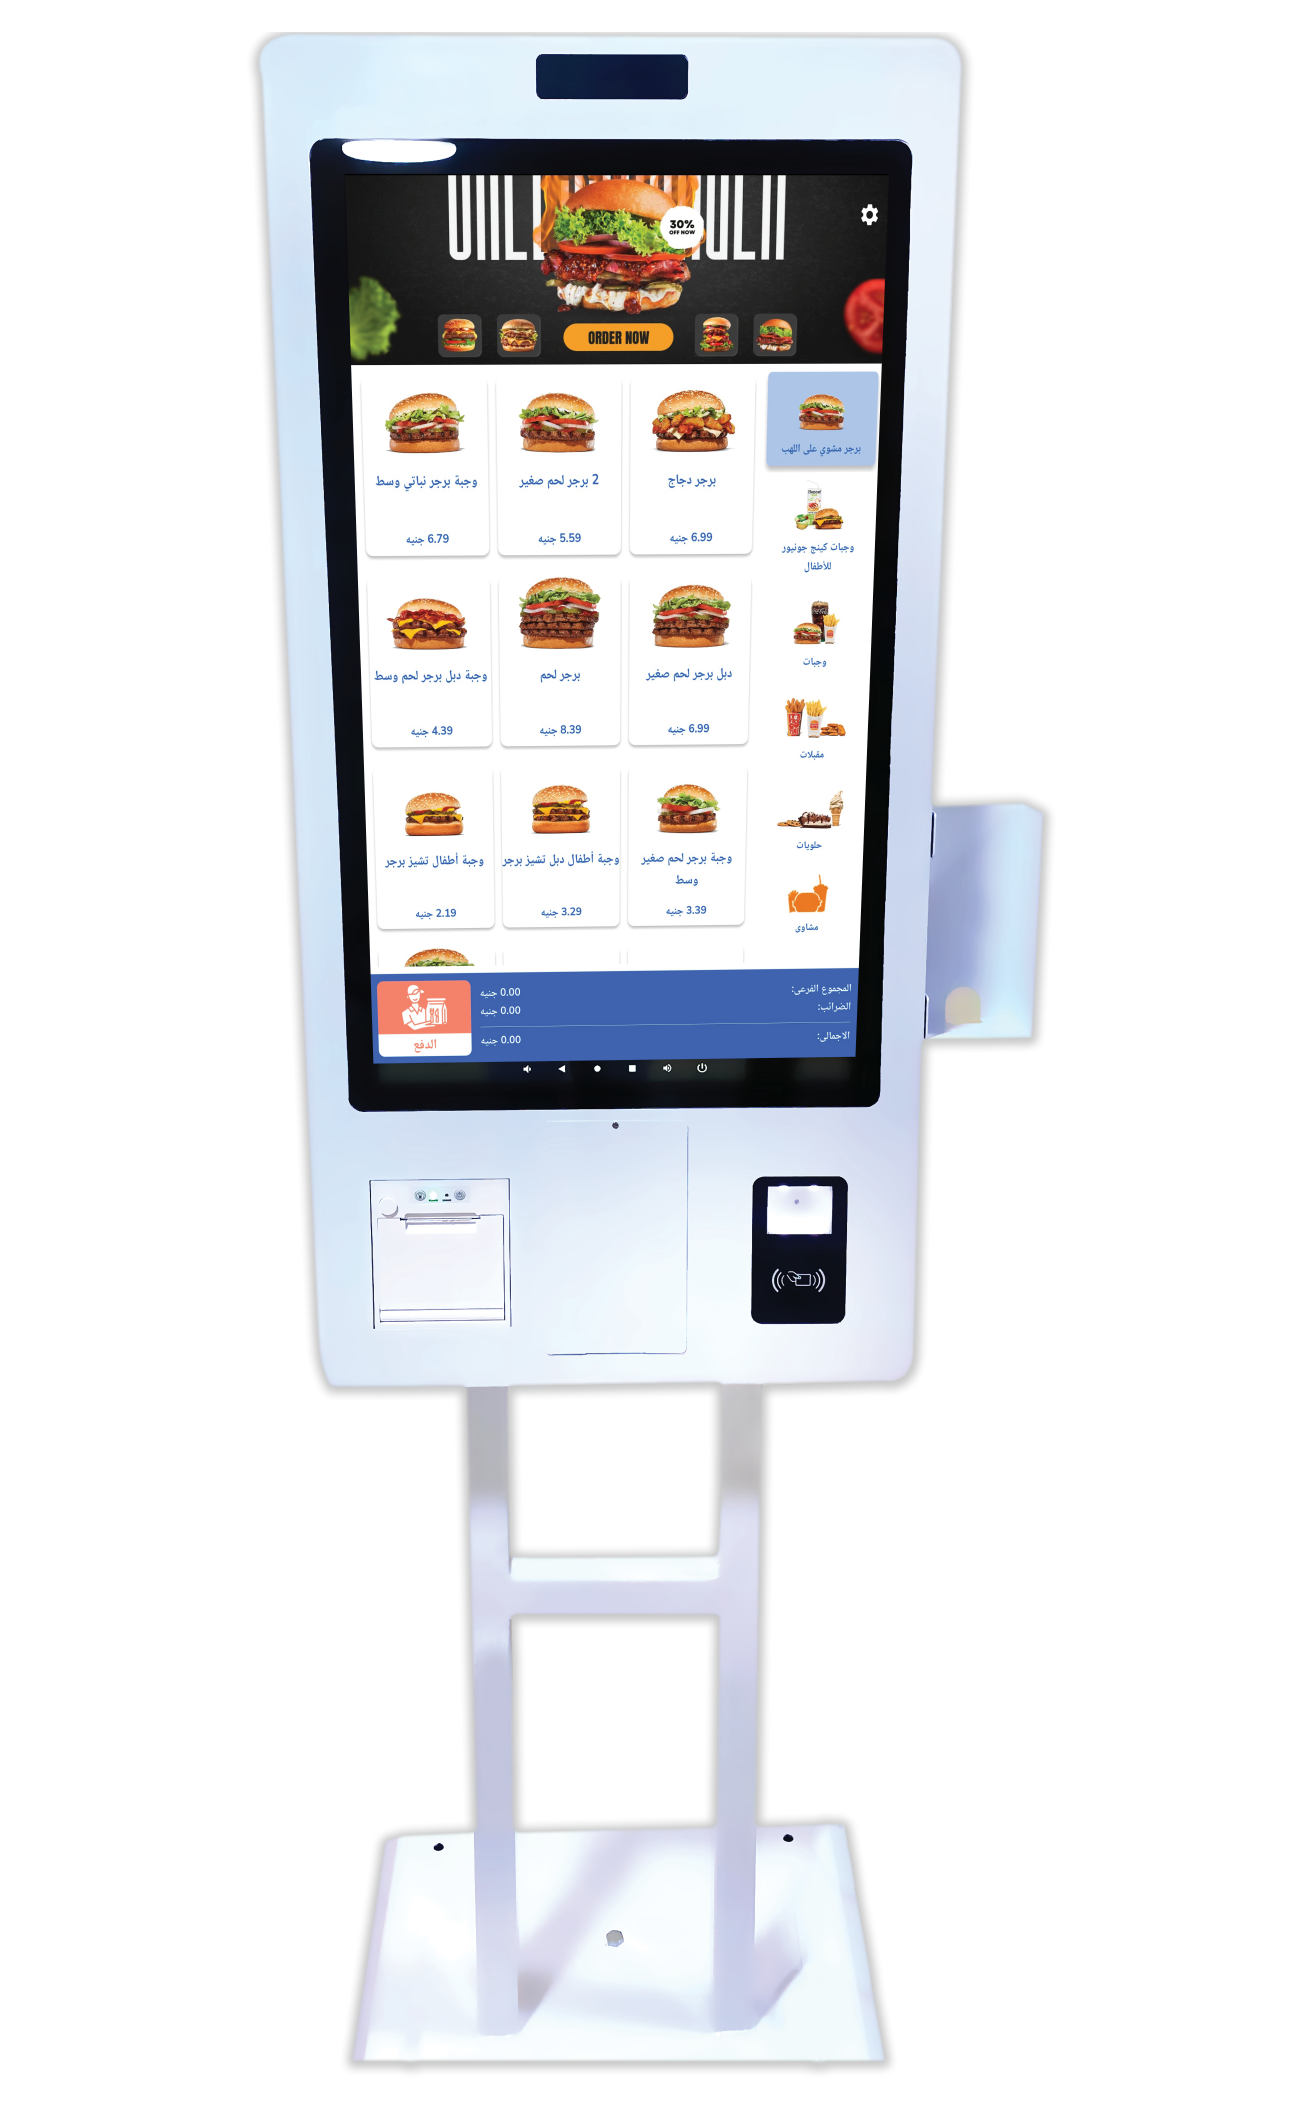 30%
OFF NOW
ORDER NOW
برجر مشوي على اللهب
وجبات كينج جونيور
للأطفال
وجبات
مقبلات
حلويات
مشاوى
برجر دجاج
6.99 جنيه
2 برجر لحم صغير
5.59 جنيه
وجبة برجر نباتي وسط
6.79 جنيه
دبل برجر لحم صغير
6.99 جنيه
برجر لحم
8.39 جنيه
وجبة دبل برجر لحم وسط
4.39 جنيه
وجبة برجر لحم صغير
وسط
3.39 جنيه
وجبة أطفال دبل تشيز برجر
3.29 جنيه
وجبة أطفال تشيز برجر
2.19 جنيه
المجموع الفرعى:
0.00 جنيه
الضرائب:
0.00 جنيه
الاجمالى:
0.00 جنيه
الدفع